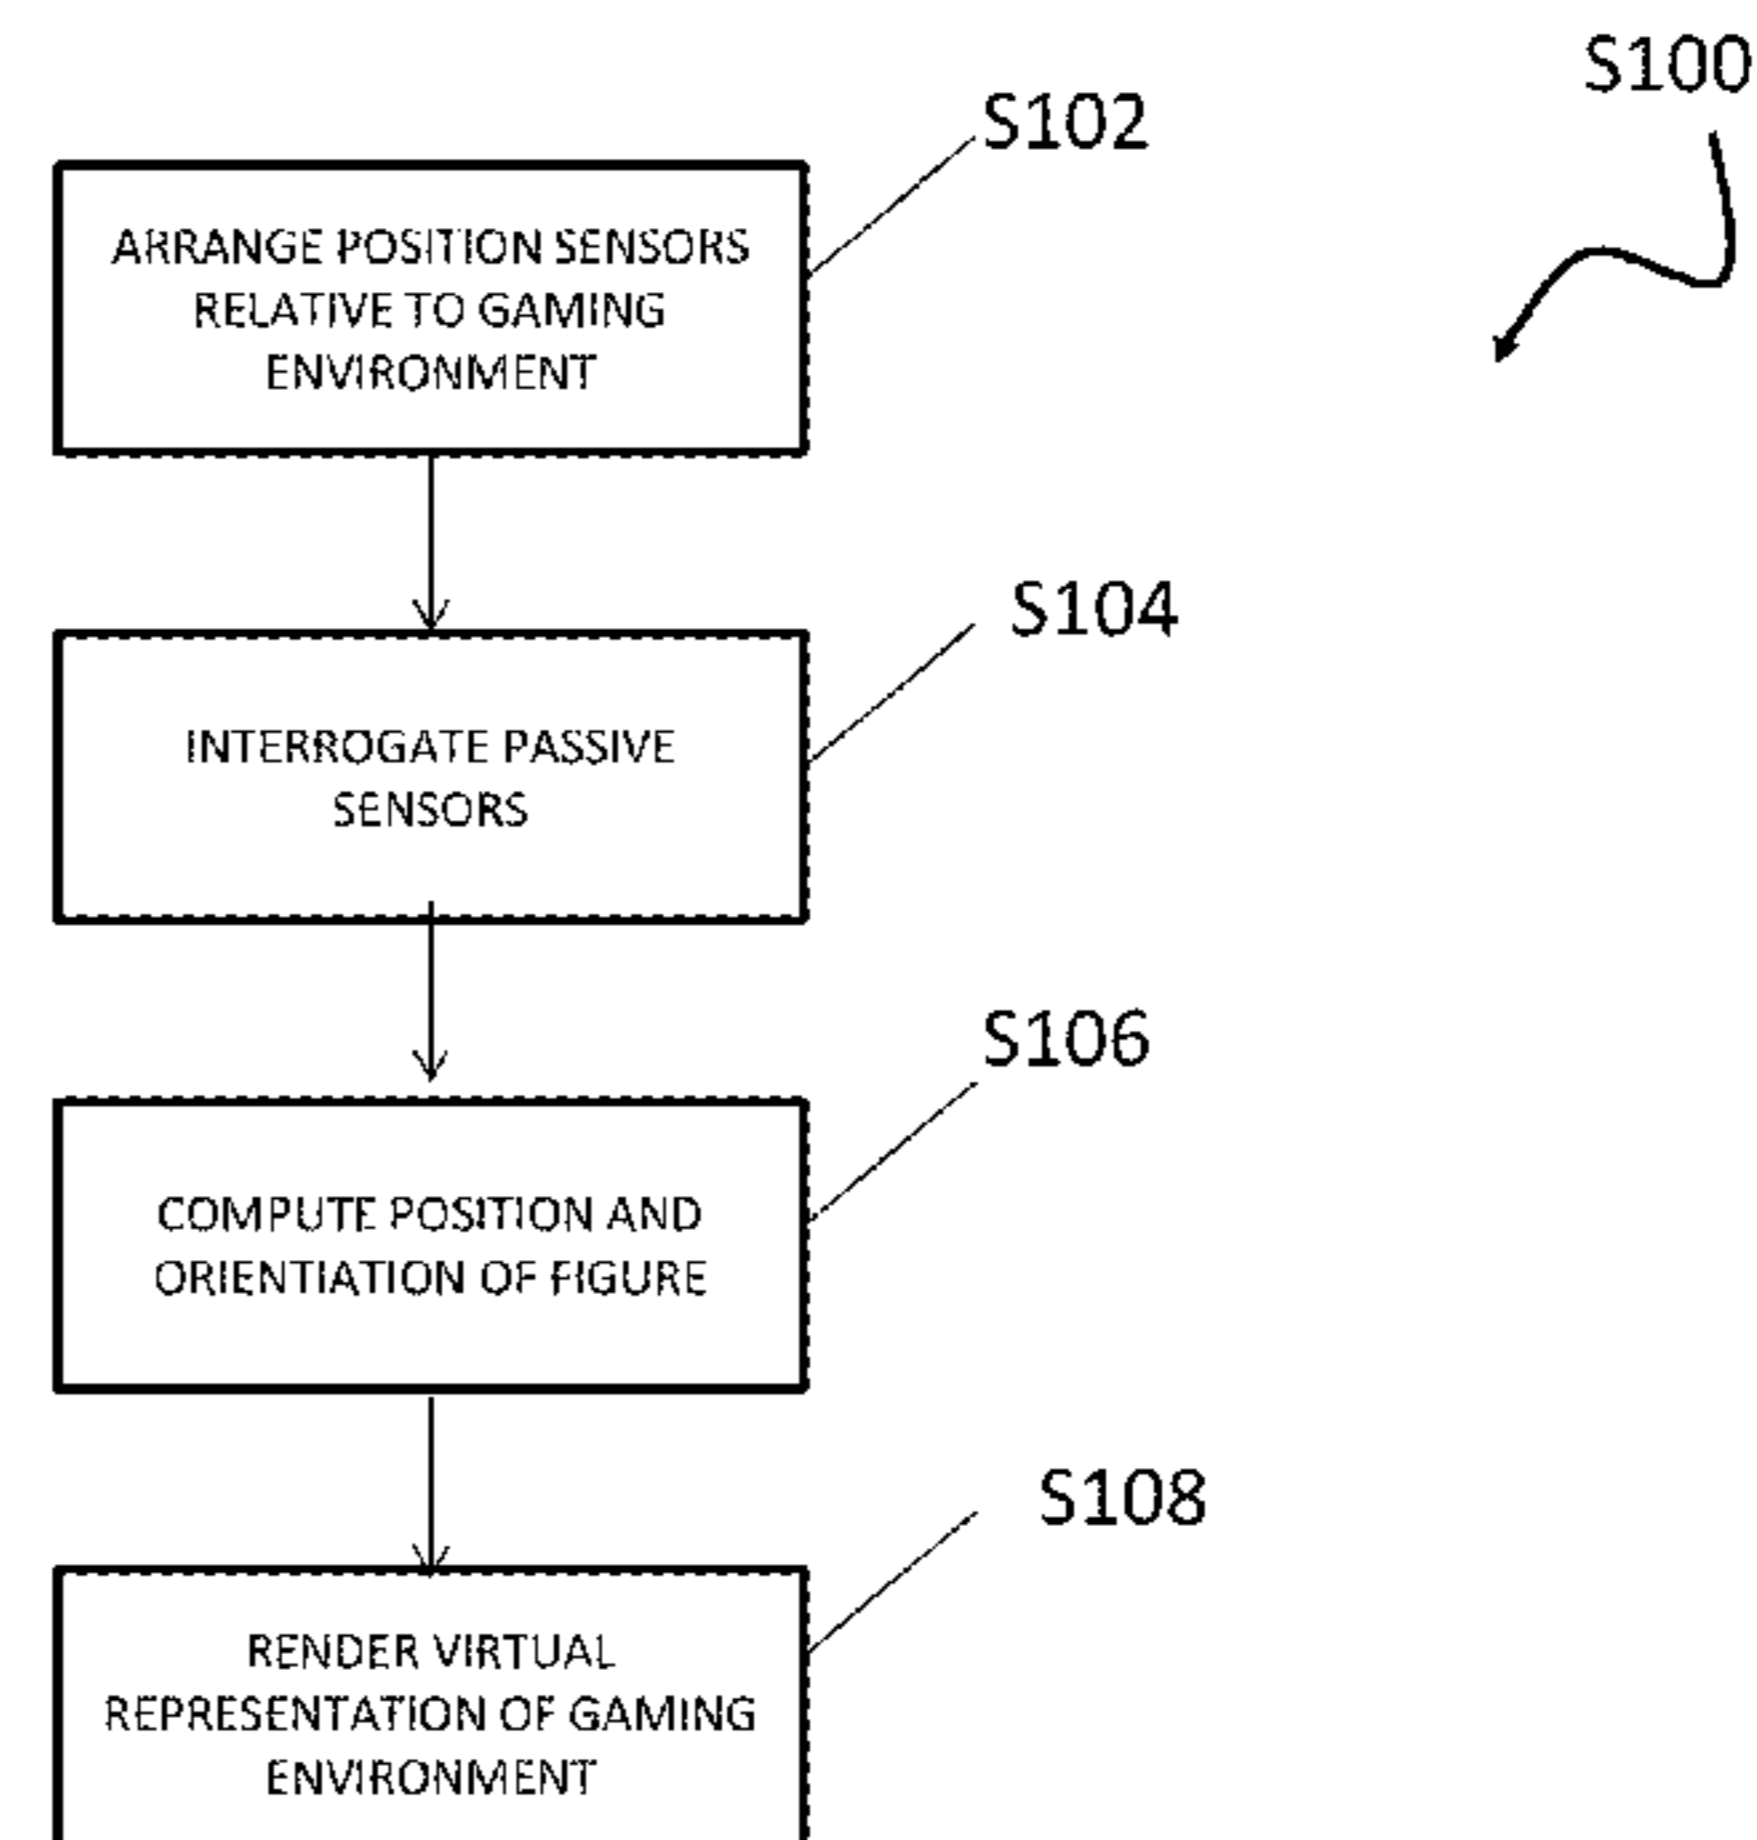 S100
S102
ARRANGE POSITION SENSORS
RELATIVE TO GAMING
ENVIRONMENT
S104
INTERROGATE PASSIVE
SENSORS
S106
COMPUTE POSITION AND
ORIENTIATION OF FIGURE
S108
RENDER VIRTUAL
REPRESENTATION OF GAMING
ENVIRONMENT